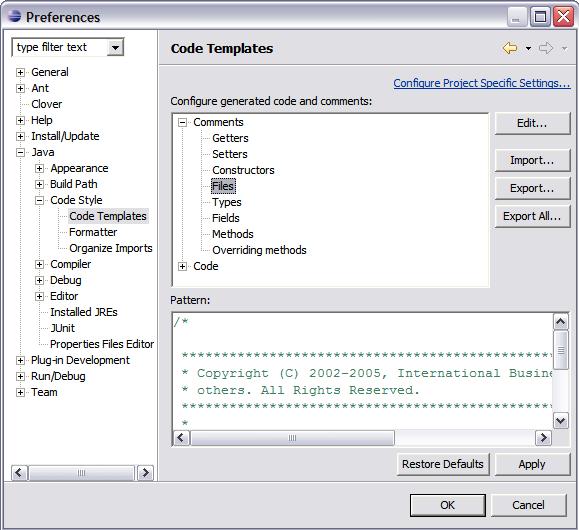 Preferences
type filter text
General
Ant
Clover
Help
Install/Update
Java
Appearance
Build Path
Code Style
Code Templates
Formatter
Organize Imports
Compiler
Debug
Editor
Installed JREs
JUnit
Properties Files Editor
Plug-in Development
Run/Debug
Team
Code Templates
Configure Project Specific Settings...
Configure generated code and comments:
Comments
Getters
Setters
Constructors
Files
Types
Fields
Methods
Overriding methods
Code
Edit...
Import...
Export...
Export All...
Pattern:
/*
*************************************************
* Copyright (C) 2002-2005, International Busin
* others. All Rights Reserved.
*************************************************
*
Restore Defaults
Apply
OK
Cancel